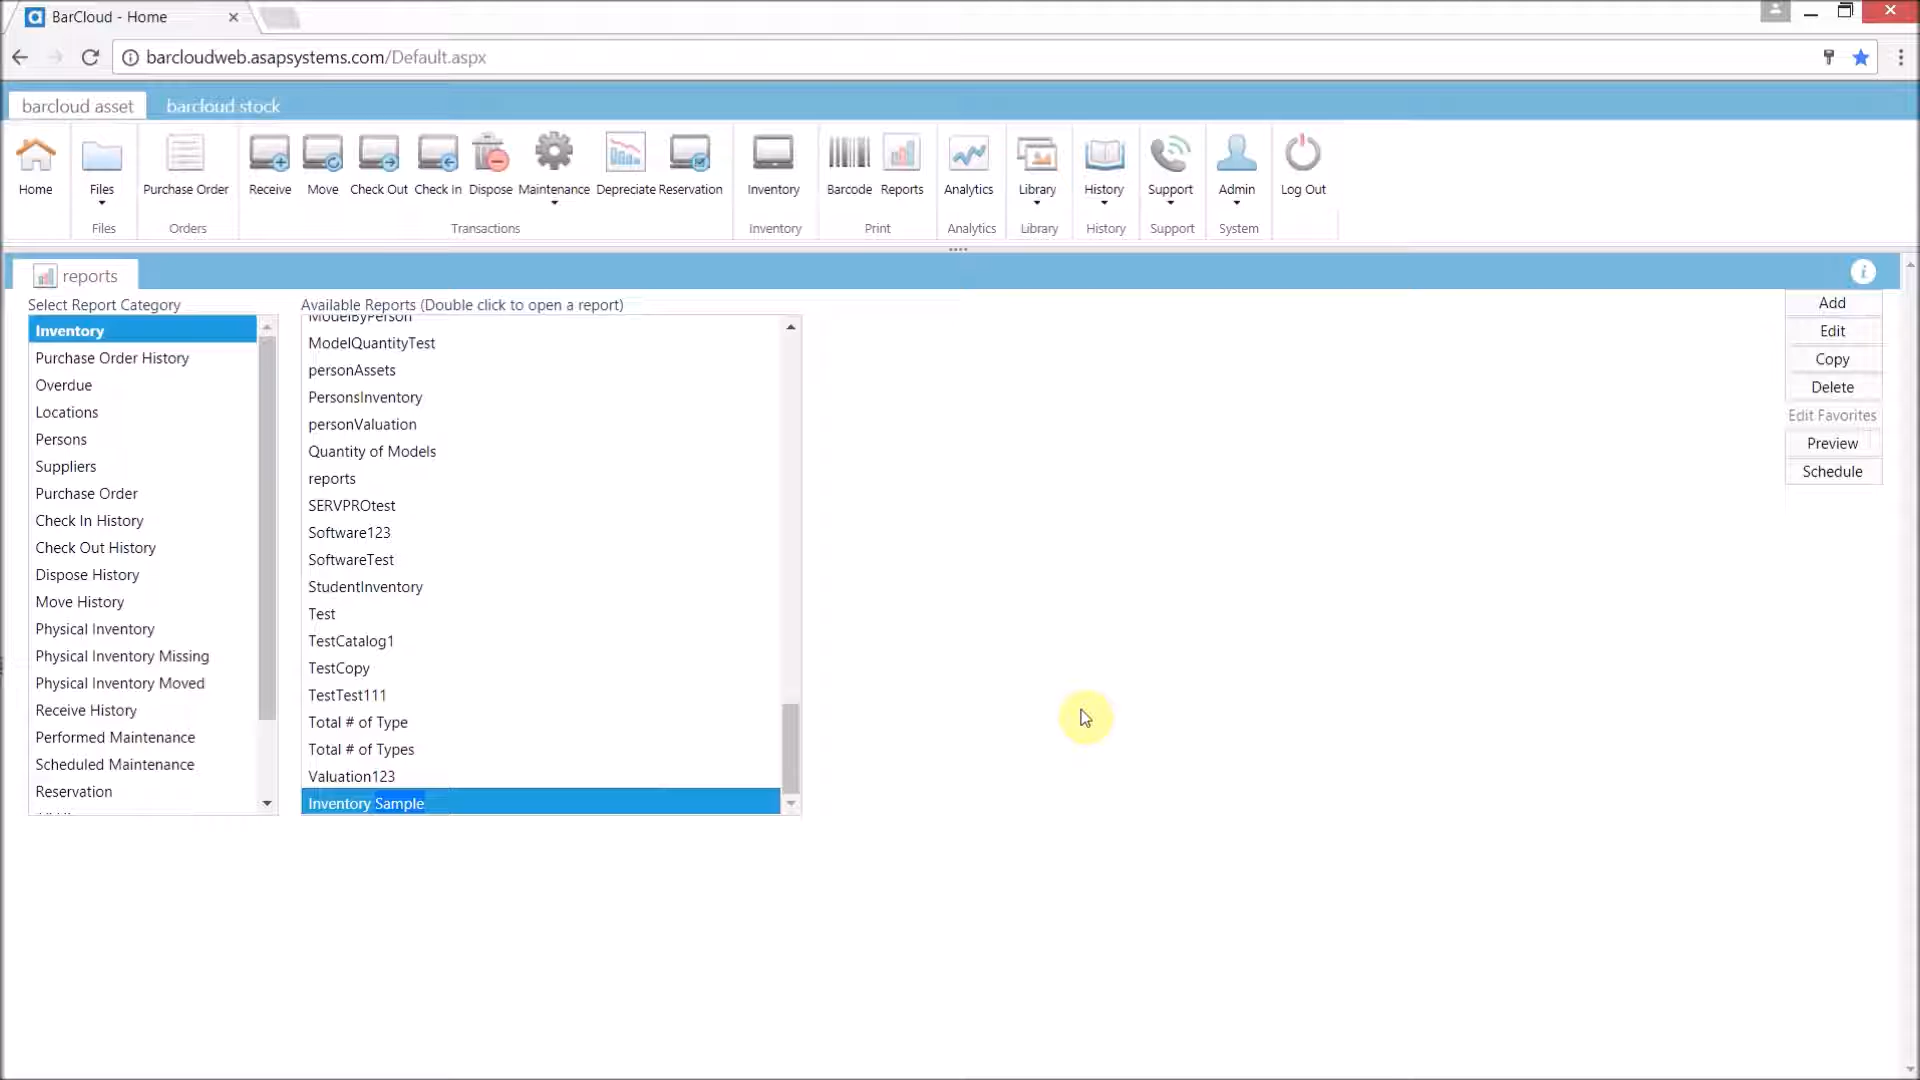 BarCloud - Home
barcloudweb.asapsystems.com/Default.aspx
barcloud asset
barcloud stock
Home
Files
Purchase Order
Receive
Move
Check Out
Check In
Dispose
Maintenance
Depreciate
Reservation
Inventory
Barcode
Reports
Analytics
Library
History
Support
Admin
Log Out
Files
Orders
Transactions
Inventory
Print
Analytics
Library
History
Support
System
reports
Select Report Category
Inventory
Purchase Order History
Overdue
Locations
Persons
Suppliers
Purchase Order
Check In History
Check Out History
Dispose History
Move History
Physical Inventory
Physical Inventory Missing
Physical Inventory Moved
Receive History
Performed Maintenance
Scheduled Maintenance
Reservation
Available Reports (Double click to open a report)
ModelByPerson
ModelQuantityTest
personAssets
PersonsInventory
personValuation
Quantity of Models
reports
SERVPROtest
Software123
SoftwareTest
StudentInventory
Test
TestCatalog1
TestCopy
TestTest111
Total # of Type
Total # of Types
Valuation123
Inventory Sample
Add
Edit
Copy
Delete
Edit Favorites
Preview
Schedule